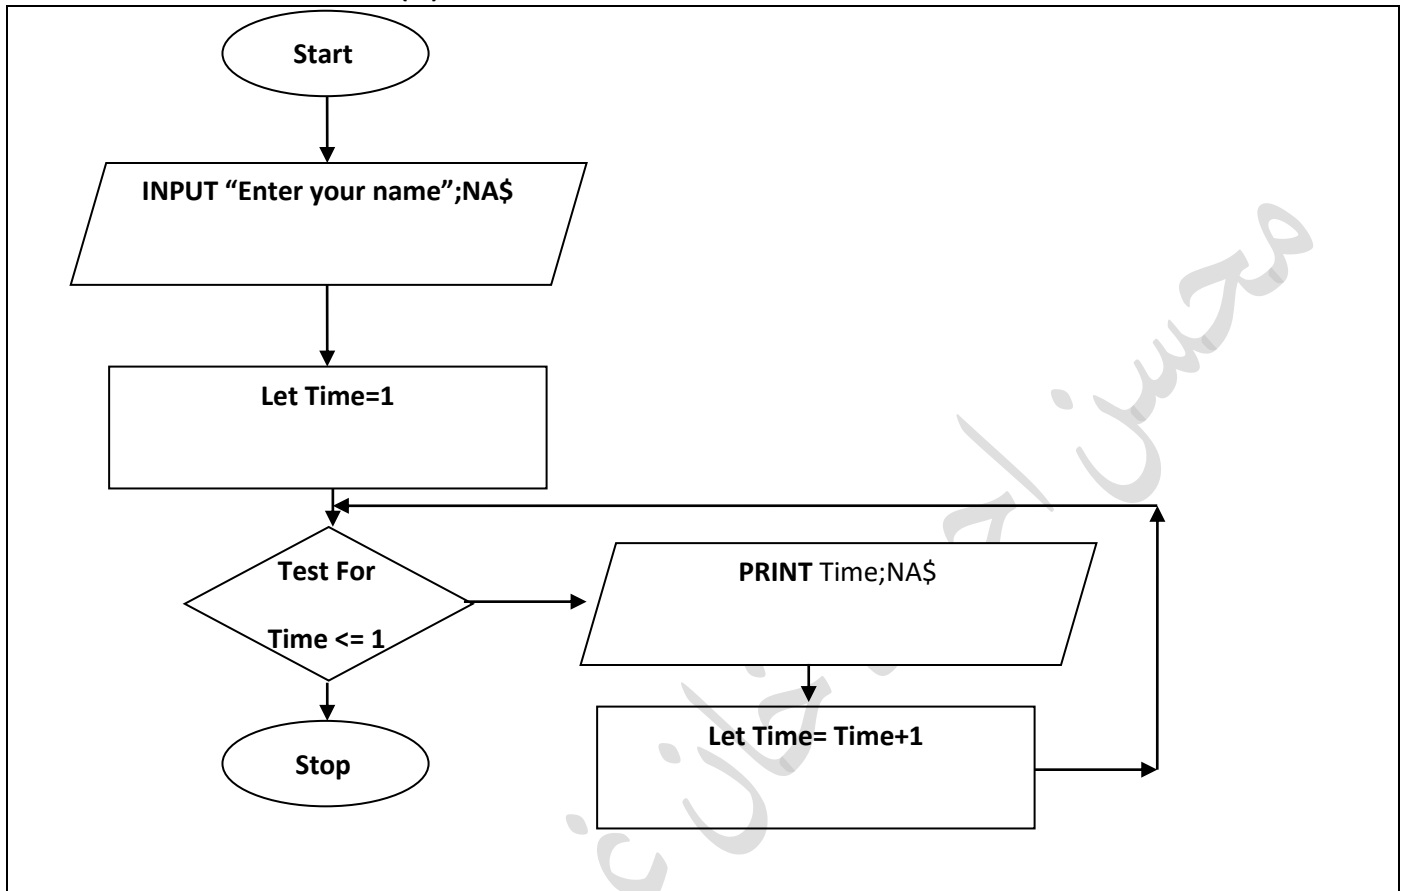 Start
INPUT “Enter your name”;NA$
Let Time=1
Test For
Time <= 1
PRINT Time;NA$
Let Time= Time+1
Stop
محسن
خان